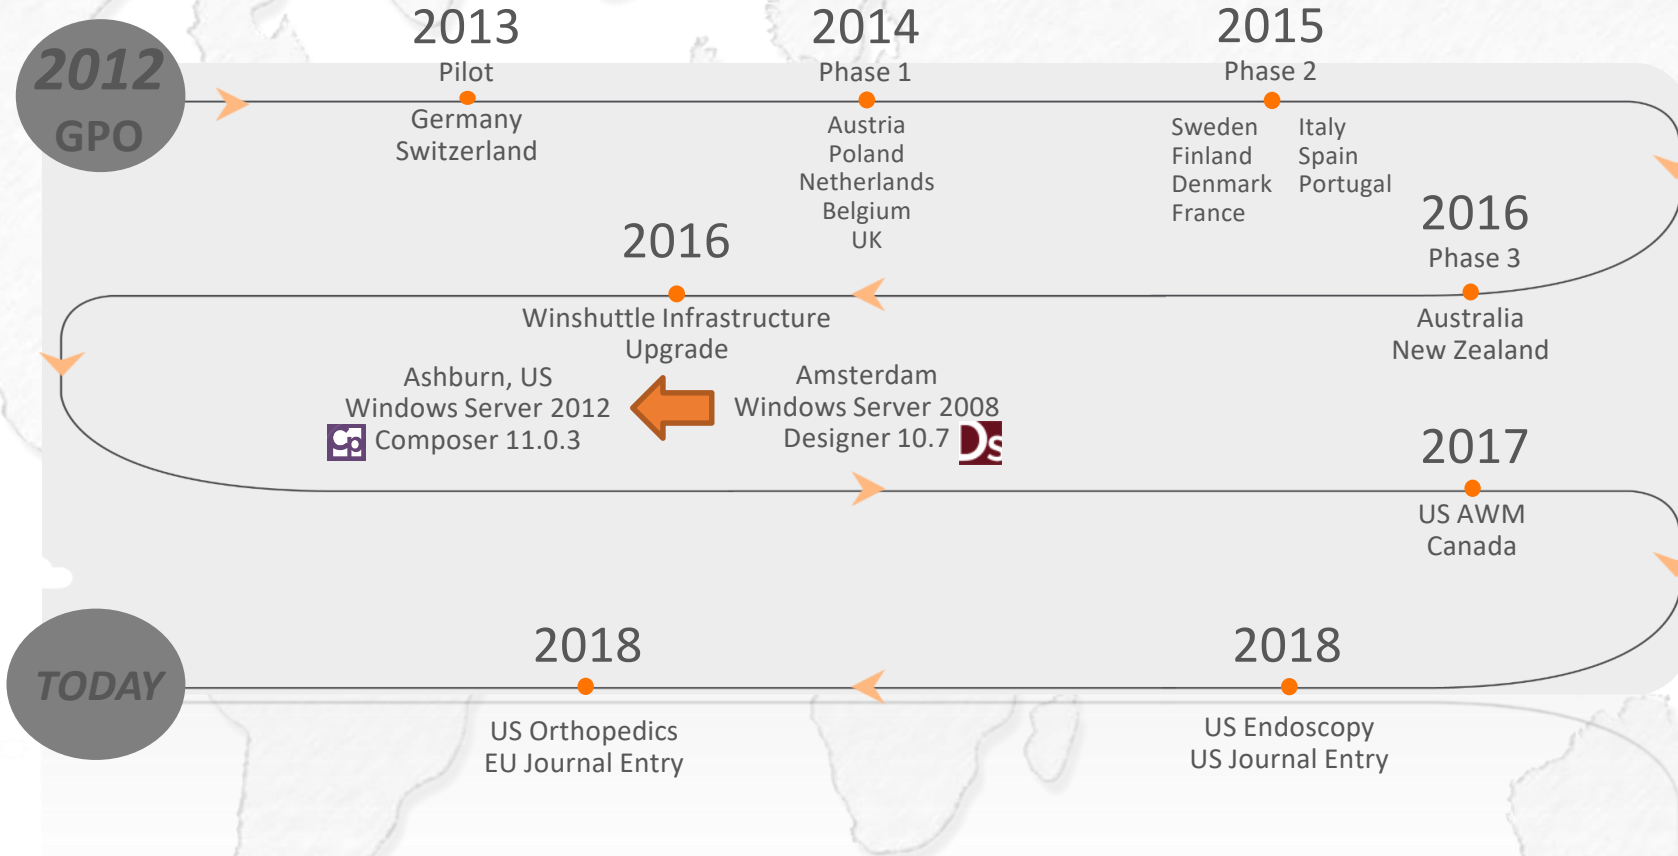 2012
GPO
2013
Pilot
Germany
Switzerland
2014
Phase 1
Austria
Poland
Netherlands
Belgium
UK
2015
Phase 2
Sweden
Finland
Denmark
France
Italy
Spain
Portugal
2016
Phase 3
Australia
New Zealand
2016
Winshuttle Infrastructure
Upgrade
Amsterdam
Windows Server 2008
Designer 10.7
Ds
Ashburn, US
Windows Server 2012
Composer 11.0.3
2017
US AWM
Canada
2018
US Endoscopy
US Journal Entry
2018
US Orthopedics
EU Journal Entry
TODAY